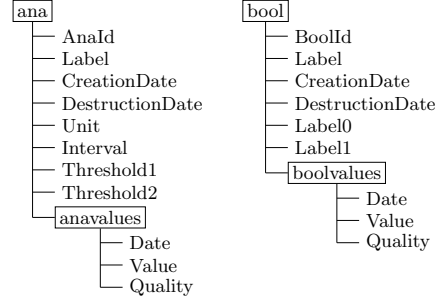 ana
AnaId
Label
CreationDate
DestructionDate
Unit
Interval
Threshold1
Threshold2
anavalues
Date
Value
Quality
bool
BoolId
Label
CreationDate
DestructionDate
Label0
Label1
boolvalues
Date
Value
Quality